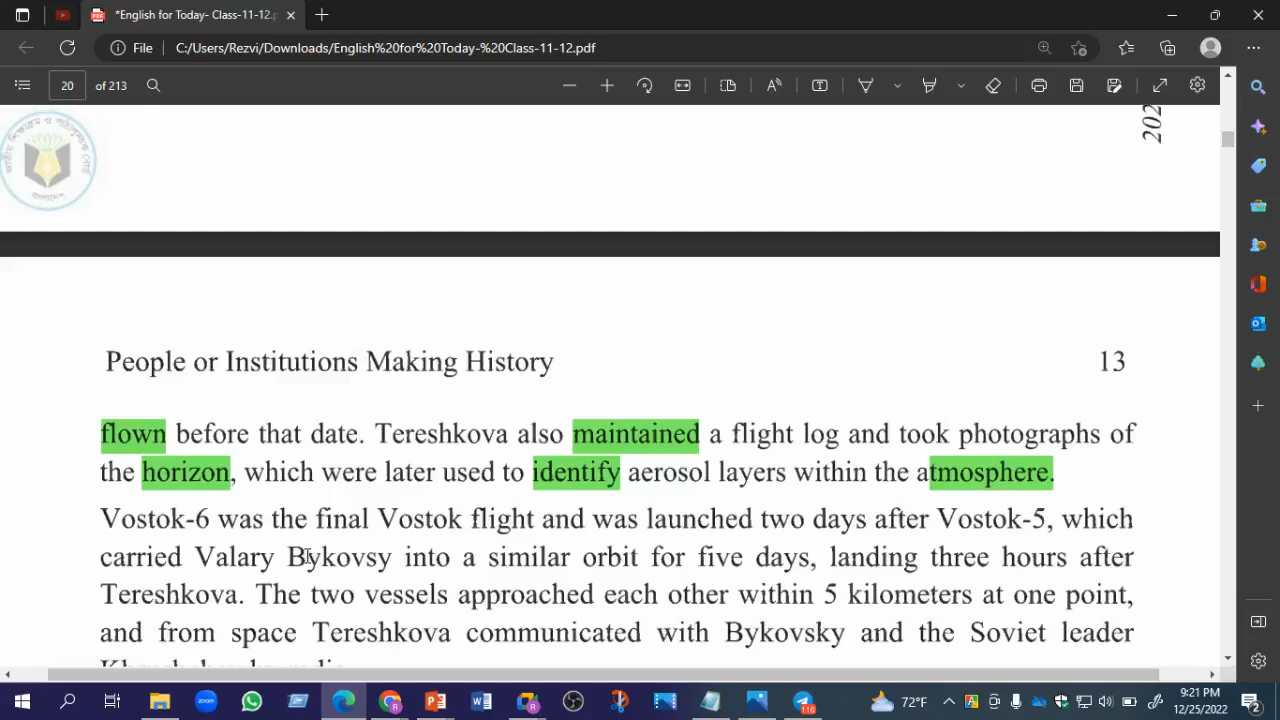 *English for Today- Class-11-12.p
File
C:/Users/Rezvi/Downloads/English%20for%20Today-%20Class-11-12.pdf
20 of 213
202
People or Institutions Making History 13
flown before that date. Tereshkova also maintained a flight log and took photographs of
the horizon, which were later used to identify aerosol layers within the atmosphere.
Vostok-6 was the final Vostok flight and was launched two days after Vostok-5, which
carried Valary Bykovsy into a similar orbit for five days, landing three hours after
Tereshkova. The two vessels approached each other within 5 kilometers at one point,
and from space Tereshkova communicated with Bykovsky and the Soviet leader
72°F
9:21 PM
12/25/2022